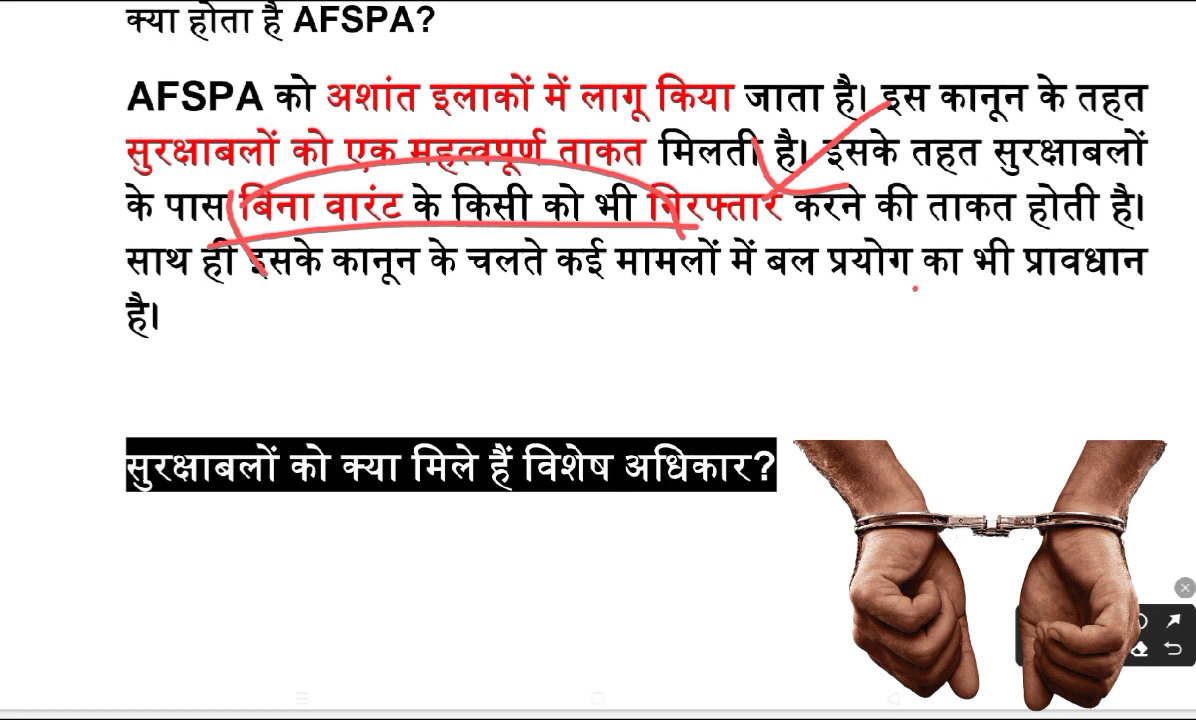 क्या होता है AFSPA?
AFSPA को अशांत इलाकों में लागू किया जाता है। इस कानून के तहत
सुरक्षाबलों को एक महत्वपूर्ण ताकत मिलती है। इसके तहत सुरक्षाबलों
के पास बिना वारंट के किसी को भी गिरफ्तार करने की ताकत होती है।
साथ ही इसके कानून के चलते कई मामलों में बल प्रयोग का भी प्रावधान
है।
सुरक्षाबलों को क्या मिले हैं विशेष अधिकार?